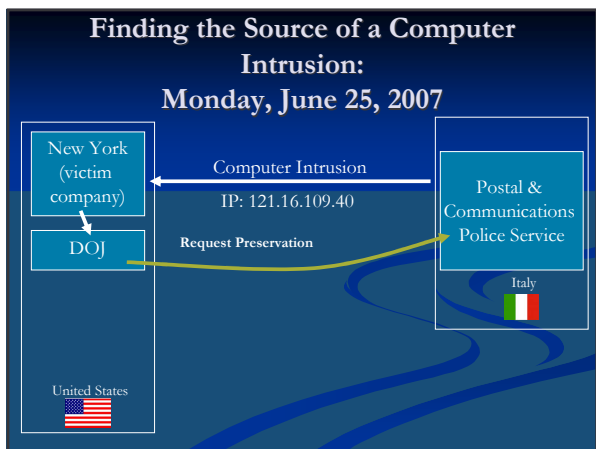 Finding the Source of a Computer
Intrusion:
Monday, June 25, 2007
New York
(victim
company)
Computer Intrusion
IP: 121.16.109.40
Postal &
Communications
Police Service
DOJ
Request Preservation
Italy
United States